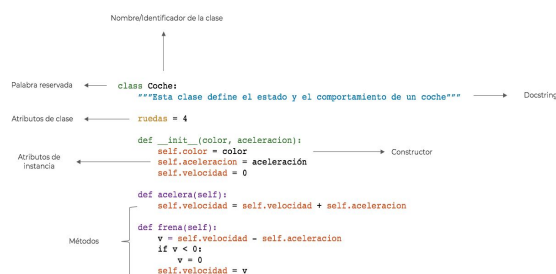 Nombre/Identificador de la clase
Palabra reservada
class Coche:
"""Esta clase define el estado y el comportamiento de un coche"""
Docstring
Atributos de clase
ruedas = 4
def __init__(color, aceleracion):
self.color = color
Constructor
Atributos de
instancia
self.aceleracion = aceleración
self.velocidad = 0
def acelera(self):
self.velocidad = self.velocidad + self.aceleracion
def frena(self):
Métodos
v = self.velocidad - self.aceleracion
if v < 0:
v = 0
self.velocidad = v